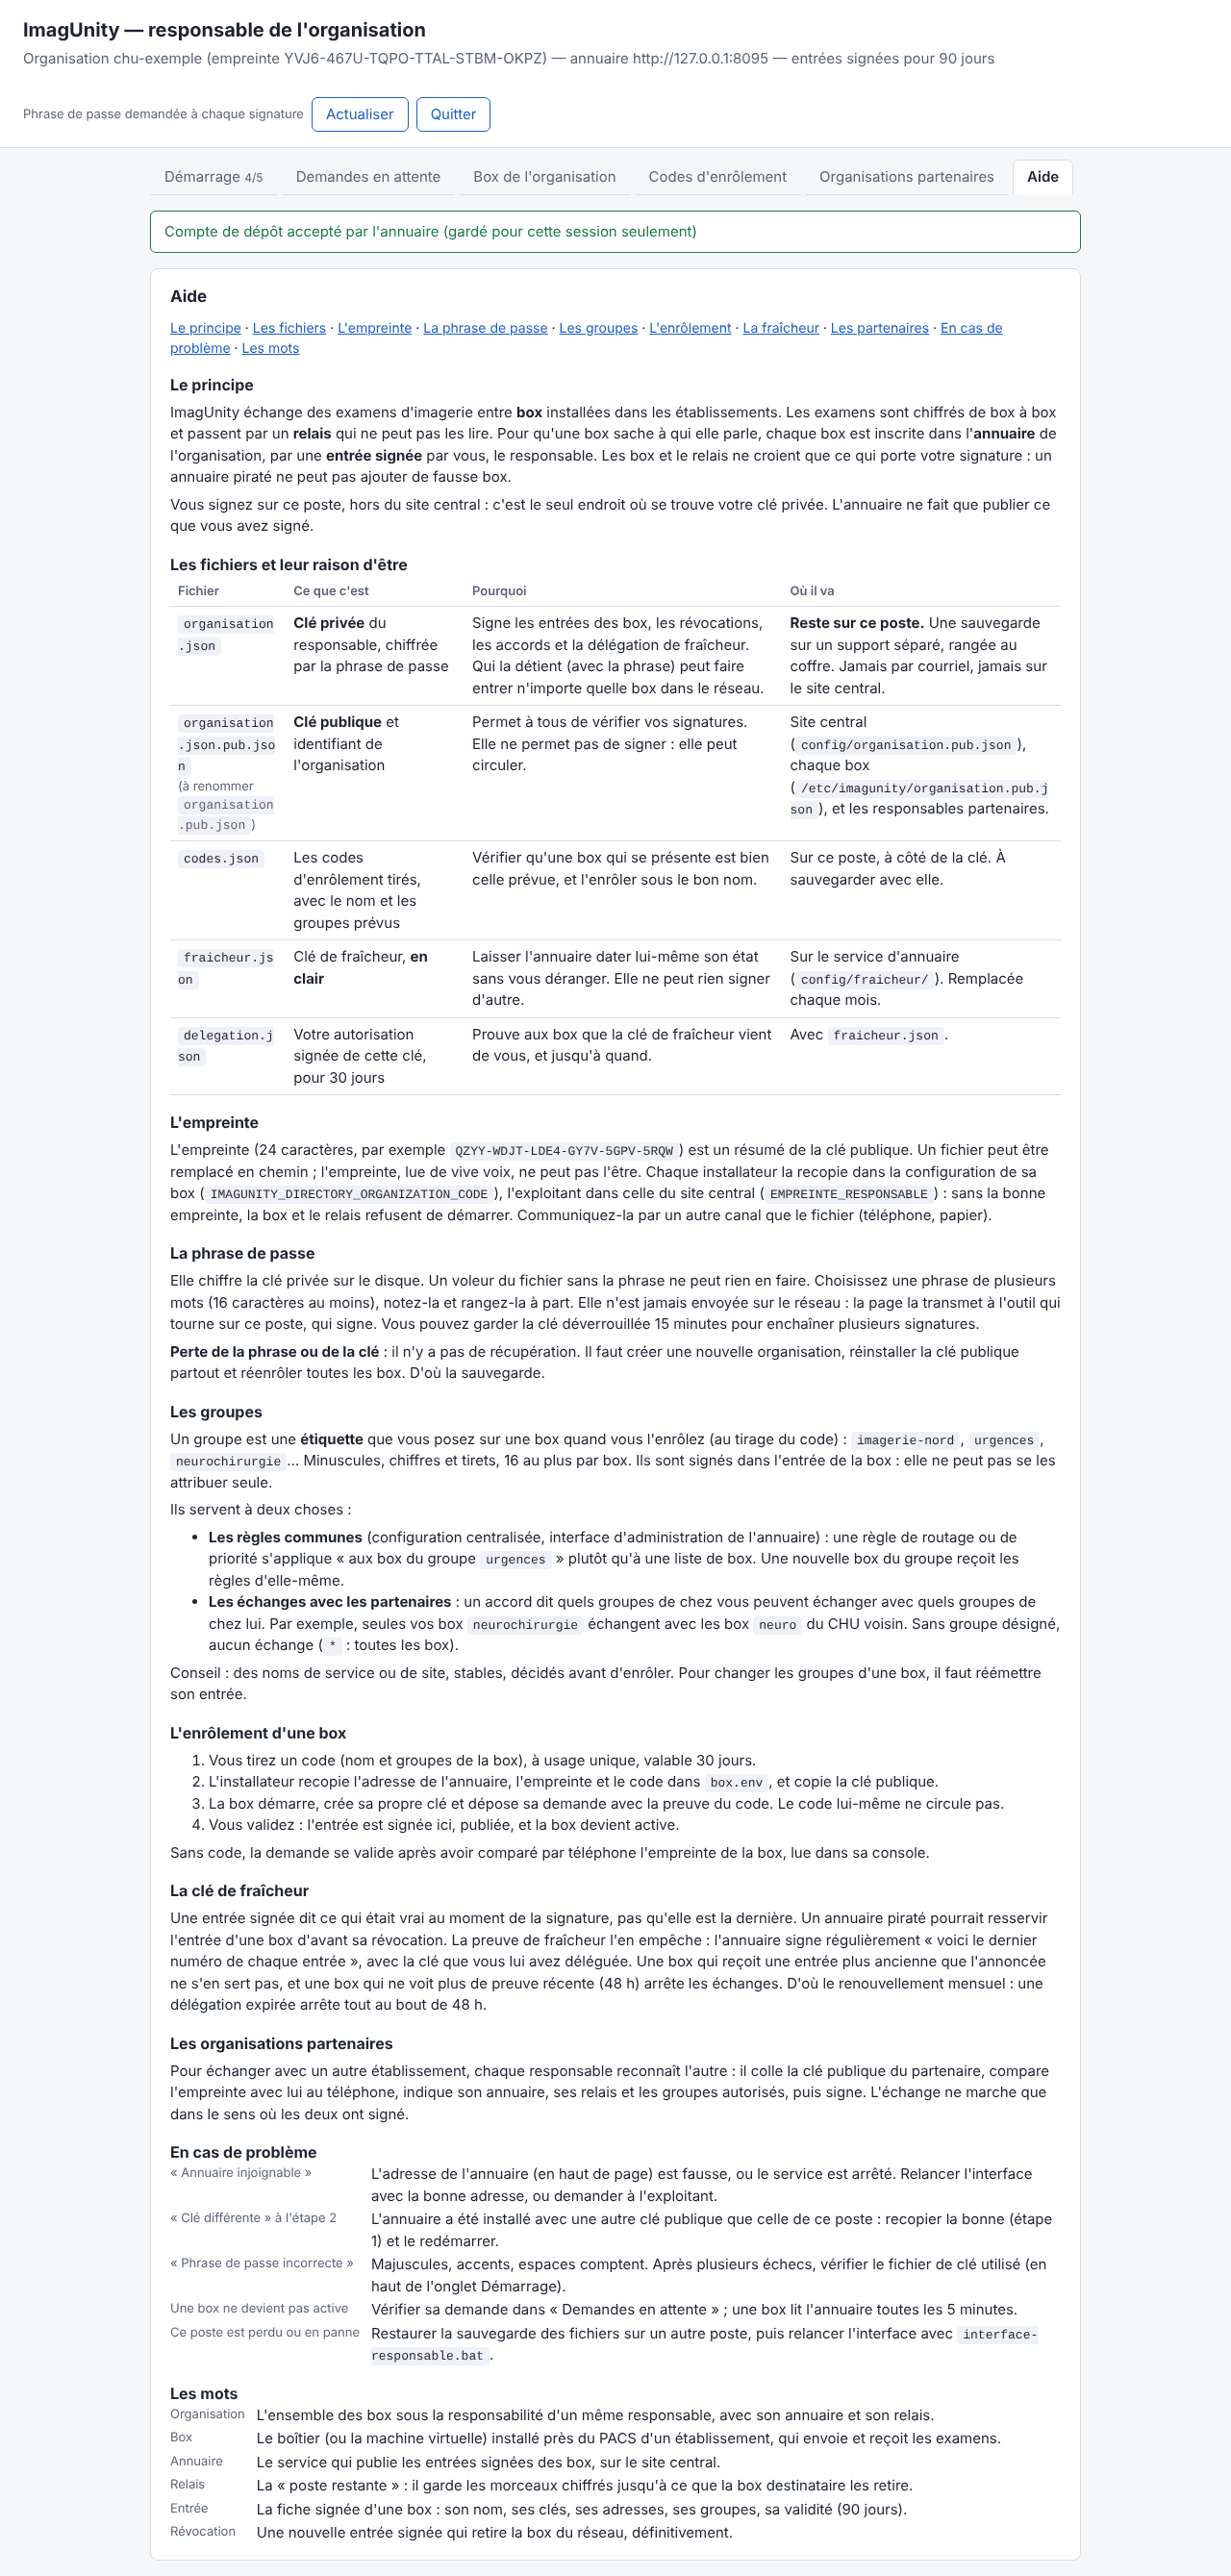 ImagUnity — responsable de l'organisation
Organisation chu-exemple (empreinte YVJ6-467U-TQPO-TTAL-STBM-OKPZ) — annuaire http://127.0.0.1:8095 — entrées signées pour 90 jours
Phrase de passe demandée à chaque signature Actualiser Quitter
Démarrage 4/5 Demandes en attente Box de l'organisation Codes d'enrôlement Organisations partenaires Aide
Compte de dépôt accepté par l'annuaire (gardé pour cette session seulement)
Aide
Le principe · Les fichiers · L'empreinte · La phrase de passe · Les groupes · L'enrôlement · La fraîcheur · Les partenaires · En cas de
problème · Les mots
Le principe
ImagUnity échange des examens d'imagerie entre box installées dans les établissements. Les examens sont chiffrés de box à box
et passent par un relais qui ne peut pas les lire. Pour qu'une box sache à qui elle parle, chaque box est inscrite dans l'annuaire de
l'organisation, par une entrée signée par vous, le responsable. Les box et le relais ne croient que ce qui porte votre signature : un
annuaire piraté ne peut pas ajouter de fausse box.
Vous signez sur ce poste, hors du site central : c'est le seul endroit où se trouve votre clé privée. L'annuaire ne fait que publier ce
que vous avez signé.
Les fichiers et leur raison d'être
Fichier Ce que c'est Pourquoi Où il va
organisation
.json
Clé privée du
responsable, chiffrée
par la phrase de passe
Signe les entrées des box, les révocations,
les accords et la délégation de fraîcheur.
Qui la détient (avec la phrase) peut faire
entrer n'importe quelle box dans le réseau.
Reste sur ce poste. Une sauvegarde
sur un support séparé, rangée au
coffre. Jamais par courriel, jamais sur
le site central.
organisation
.json.pub.jso
n
(à renommer
organisation
.pub.json)
Clé publique et
identifiant de
l'organisation
Permet à tous de vérifier vos signatures.
Elle ne permet pas de signer : elle peut
circuler.
Site central
(config/organisation.pub.json),
chaque box
(/etc/imagunity/organisation.pub.j
son), et les responsables partenaires.
codes.json
Les codes
d'enrôlement tirés,
avec le nom et les
groupes prévus
Vérifier qu'une box qui se présente est bien
celle prévue, et l'enrôler sous le bon nom.
Sur ce poste, à côté de la clé. À
sauvegarder avec elle.
fraicheur.js
on
Clé de fraîcheur, en
clair
Laisser l'annuaire dater lui-même son état
sans vous déranger. Elle ne peut rien signer
d'autre.
Sur le service d'annuaire
(config/fraicheur/). Remplacée
chaque mois.
delegation.j
son
Votre autorisation
signée de cette clé,
pour 30 jours
Prouve aux box que la clé de fraîcheur vient
de vous, et jusqu'à quand.
Avec fraicheur.json.
L'empreinte
L'empreinte (24 caractères, par exemple QZYY-WDJT-LDE4-GY7V-5GPV-5RQW) est un résumé de la clé publique. Un fichier peut être
remplacé en chemin ; l'empreinte, lue de vive voix, ne peut pas l'être. Chaque installateur la recopie dans la configuration de sa
box (IMAGUNITY_DIRECTORY_ORGANIZATION_CODE), l'exploitant dans celle du site central (EMPREINTE_RESPONSABLE) : sans la bonne
empreinte, la box et le relais refusent de démarrer. Communiquez-la par un autre canal que le fichier (téléphone, papier).
La phrase de passe
Elle chiffre la clé privée sur le disque. Un voleur du fichier sans la phrase ne peut rien en faire. Choisissez une phrase de plusieurs
mots (16 caractères au moins), notez-la et rangez-la à part. Elle n'est jamais envoyée sur le réseau : la page la transmet à l'outil qui
tourne sur ce poste, qui signe. Vous pouvez garder la clé déverrouillée 15 minutes pour enchaîner plusieurs signatures.
Perte de la phrase ou de la clé : il n'y a pas de récupération. Il faut créer une nouvelle organisation, réinstaller la clé publique
partout et réenrôler toutes les box. D'où la sauvegarde.
Les groupes
Un groupe est une étiquette que vous posez sur une box quand vous l'enrôlez (au tirage du code) : imagerie-nord, urgences,
neurochirurgie… Minuscules, chiffres et tirets, 16 au plus par box. Ils sont signés dans l'entrée de la box : elle ne peut pas se les
attribuer seule.
Ils servent à deux choses :
• Les règles communes (configuration centralisée, interface d'administration de l'annuaire) : une règle de routage ou de
priorité s'applique « aux box du groupe urgences » plutôt qu'à une liste de box. Une nouvelle box du groupe reçoit les
règles d'elle-même.
• Les échanges avec les partenaires : un accord dit quels groupes de chez vous peuvent échanger avec quels groupes de
chez lui. Par exemple, seules vos box neurochirurgie échangent avec les box neuro du CHU voisin. Sans groupe désigné,
aucun échange (* : toutes les box).
Conseil : des noms de service ou de site, stables, décidés avant d'enrôler. Pour changer les groupes d'une box, il faut réémettre
son entrée.
L'enrôlement d'une box
1. Vous tirez un code (nom et groupes de la box), à usage unique, valable 30 jours.
2. L'installateur recopie l'adresse de l'annuaire, l'empreinte et le code dans box.env, et copie la clé publique.
3. La box démarre, crée sa propre clé et dépose sa demande avec la preuve du code. Le code lui-même ne circule pas.
4. Vous validez : l'entrée est signée ici, publiée, et la box devient active.
Sans code, la demande se valide après avoir comparé par téléphone l'empreinte de la box, lue dans sa console.
La clé de fraîcheur
Une entrée signée dit ce qui était vrai au moment de la signature, pas qu'elle est la dernière. Un annuaire piraté pourrait resservir
l'entrée d'une box d'avant sa révocation. La preuve de fraîcheur l'en empêche : l'annuaire signe régulièrement « voici le dernier
numéro de chaque entrée », avec la clé que vous lui avez déléguée. Une box qui reçoit une entrée plus ancienne que l'annoncée
ne s'en sert pas, et une box qui ne voit plus de preuve récente (48 h) arrête les échanges. D'où le renouvellement mensuel : une
délégation expirée arrête tout au bout de 48 h.
Les organisations partenaires
Pour échanger avec un autre établissement, chaque responsable reconnaît l'autre : il colle la clé publique du partenaire, compare
l'empreinte avec lui au téléphone, indique son annuaire, ses relais et les groupes autorisés, puis signe. L'échange ne marche que
dans le sens où les deux ont signé.
En cas de problème
« Annuaire injoignable » L'adresse de l'annuaire (en haut de page) est fausse, ou le service est arrêté. Relancer l'interface
avec la bonne adresse, ou demander à l'exploitant.
« Clé différente » à l'étape 2 L'annuaire a été installé avec une autre clé publique que celle de ce poste : recopier la bonne (étape
1) et le redémarrer.
« Phrase de passe incorrecte » Majuscules, accents, espaces comptent. Après plusieurs échecs, vérifier le fichier de clé utilisé (en
haut de l'onglet Démarrage).
Une box ne devient pas active Vérifier sa demande dans « Demandes en attente » ; une box lit l'annuaire toutes les 5 minutes.
Ce poste est perdu ou en panne Restaurer la sauvegarde des fichiers sur un autre poste, puis relancer l'interface avec interface-
responsable.bat.
Les mots
Organisation L'ensemble des box sous la responsabilité d'un même responsable, avec son annuaire et son relais.
Box Le boîtier (ou la machine virtuelle) installé près du PACS d'un établissement, qui envoie et reçoit les examens.
Annuaire Le service qui publie les entrées signées des box, sur le site central.
Relais La « poste restante » : il garde les morceaux chiffrés jusqu'à ce que la box destinataire les retire.
Entrée La fiche signée d'une box : son nom, ses clés, ses adresses, ses groupes, sa validité (90 jours).
Révocation Une nouvelle entrée signée qui retire la box du réseau, définitivement.